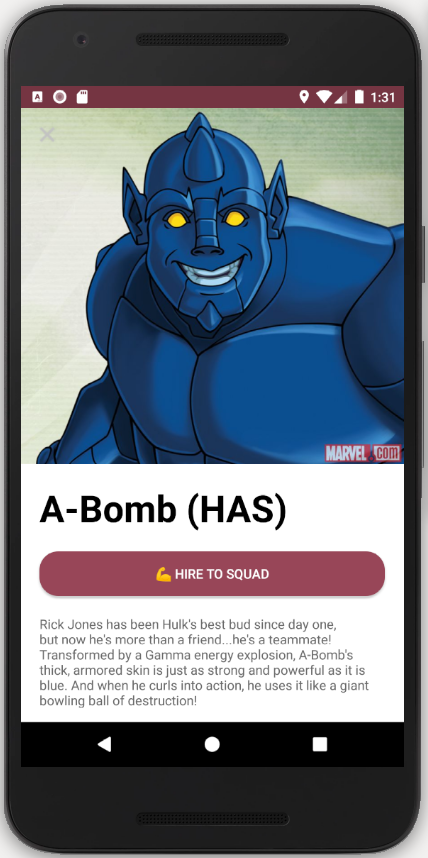 1:31
MARVEL.com
A-Bomb (HAS)
💪 HIRE TO SQUAD
Rick Jones has been Hulk's best bud since day one,
but now he's more than a friend...he's a teammate!
Transformed by a Gamma energy explosion, A-Bomb's
thick, armored skin is just as strong and powerful as it is
blue. And when he curls into action, he uses it like a giant
bowling ball of destruction!